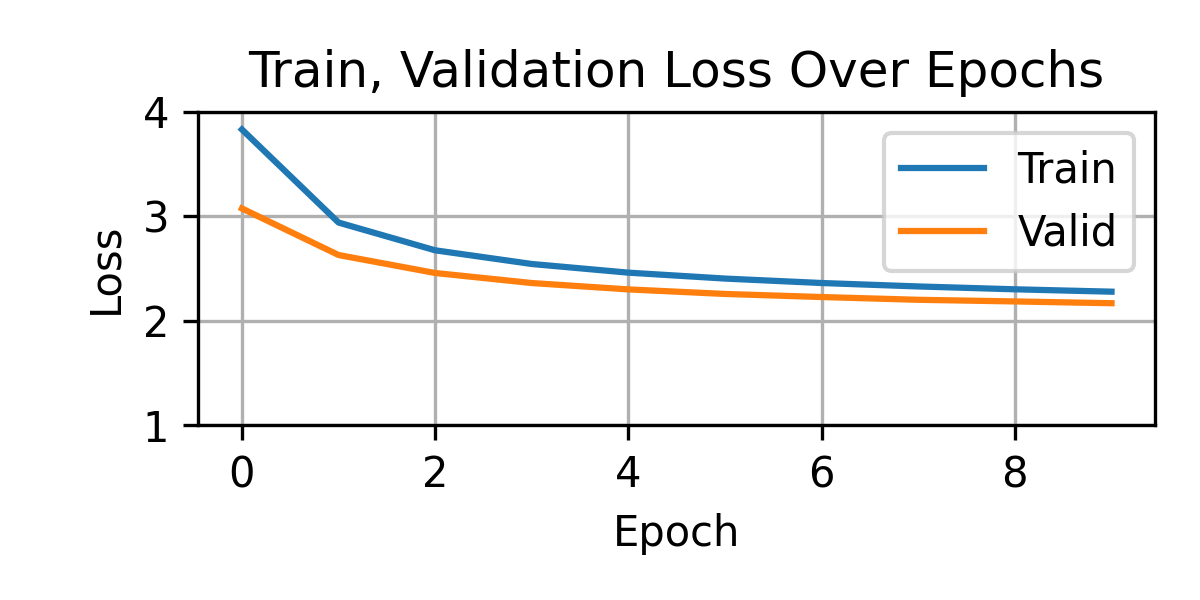 Train, Validation Loss Over Epochs
4
3
2
1
Loss
Train
Valid
0 2 4 6 8
Epoch